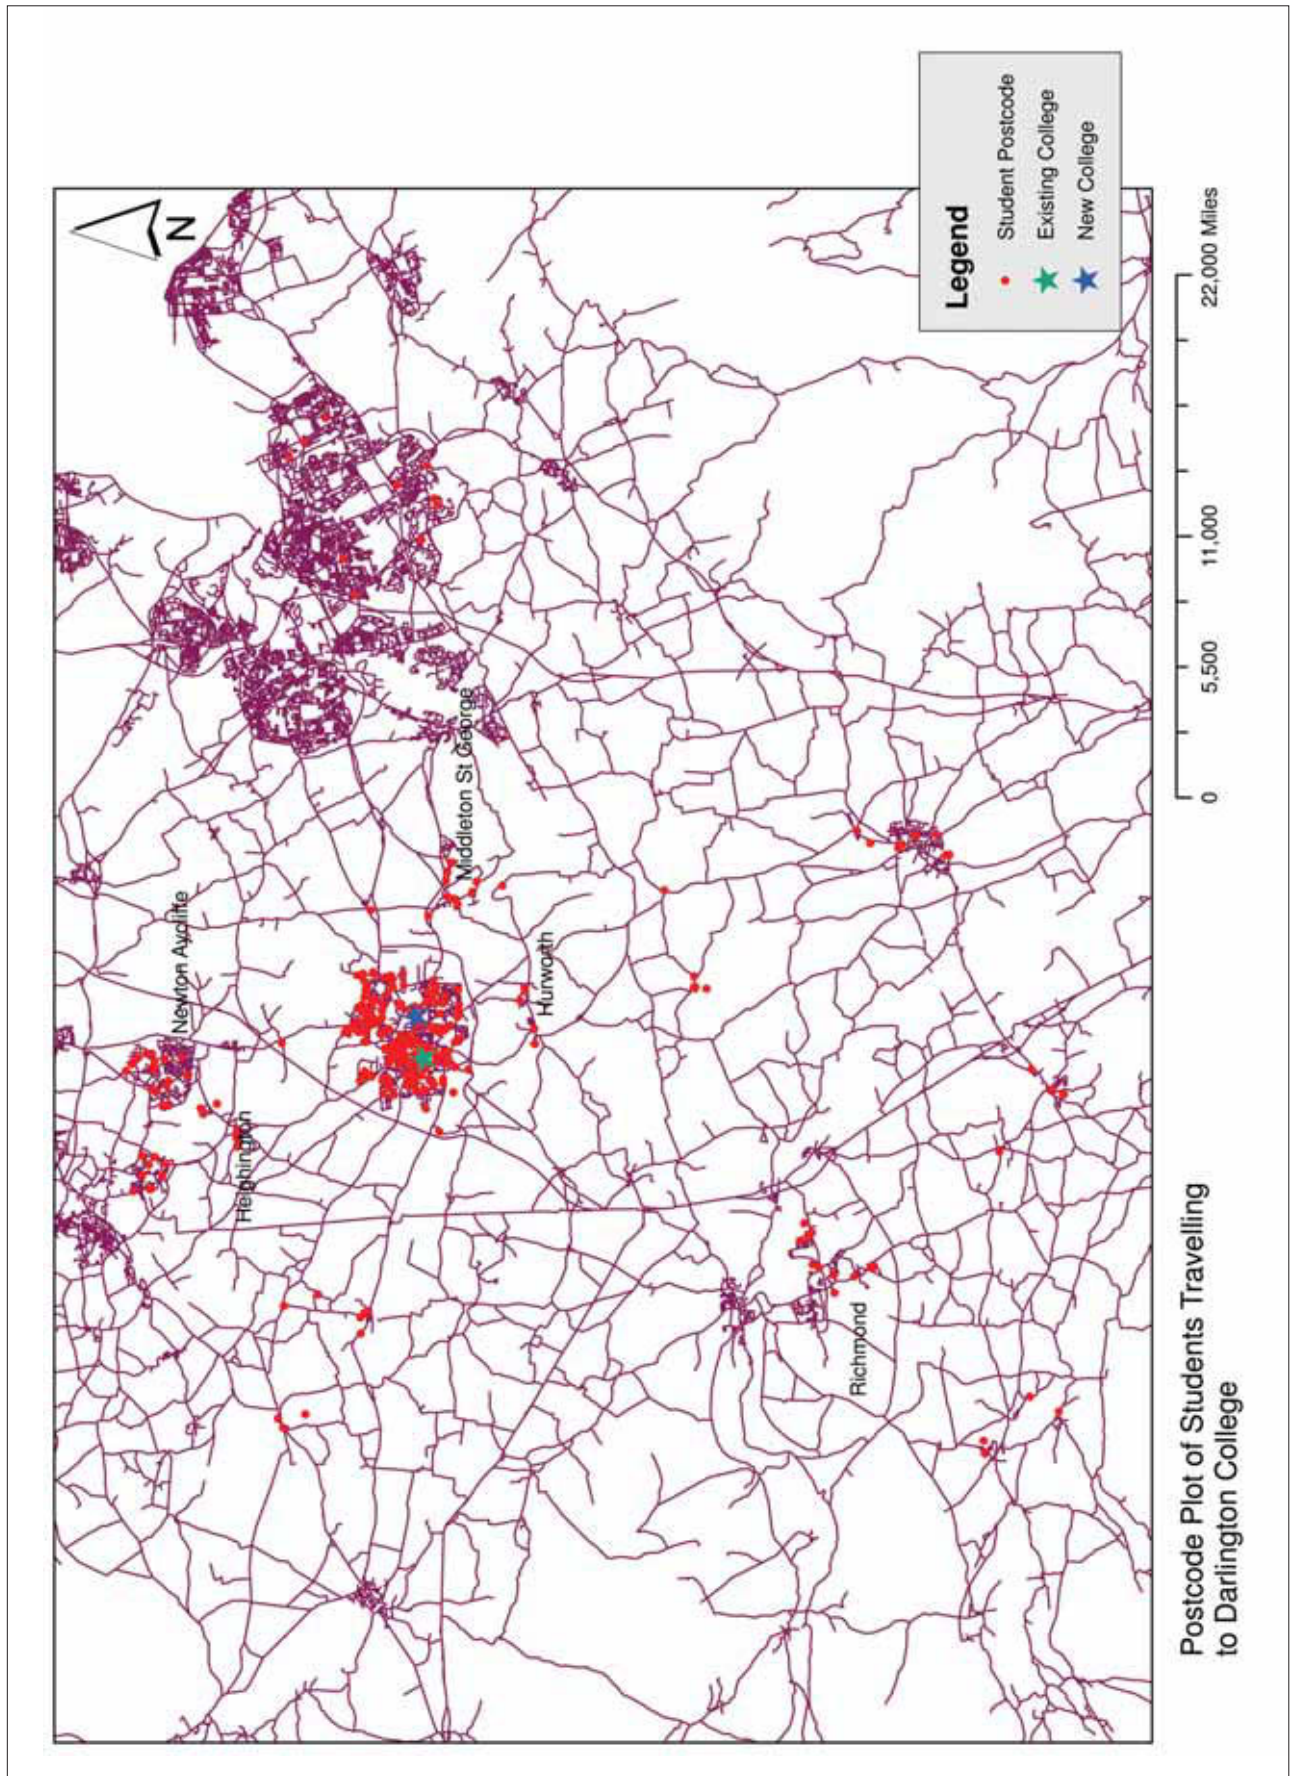 N
Newton Aycliffe
Heighington
Middleton St George
Hurworth
Richmond
Legend
Student Postcode
Existing College
New College
0 5,500 11,000 22,000 Miles
Postcode Plot of Students Travelling
to Darlington College